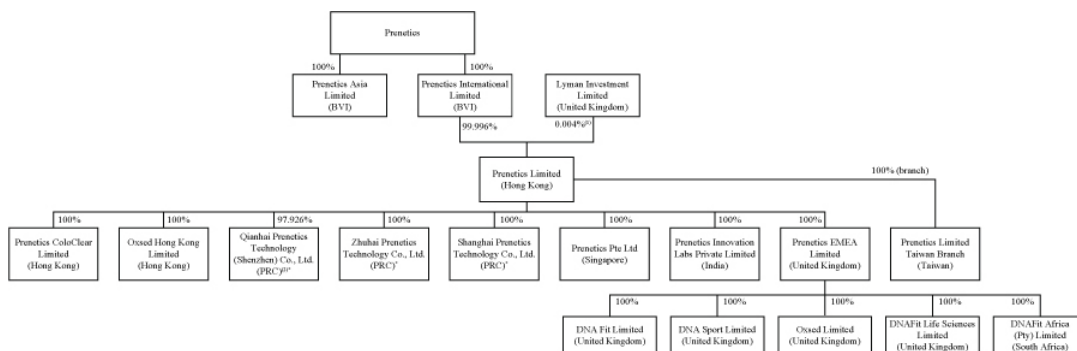 Prenetics
100%
100%
Prenetics Asia
Limited
(BVI)
Prenetics International
Limited
(BVI)
Lyman Investment
Limited
(United Kingdom)
99.996%
0.004%⁽¹⁾
Prenetics Limited
(Hong Kong)
100% (branch)
100%
100%
97.926%
100%
100%
100%
100%
100%
Prenetics ColoClear
Limited
(Hong Kong)
Oxsed Hong Kong
Limited
(Hong Kong)
Qianhai Prenetics
Technology
(Shenzhen) Co., Ltd.
(PRC)⁽²⁾*
Zhuhai Prenetics
Technology Co., Ltd.
(PRC)*
Shanghai Prenetics
Technology Co., Ltd.
(PRC)*
Prenetics Pte Ltd
(Singapore)
Prenetics Innovation
Labs Private Limited
(India)
Prenetics EMEA
Limited
(United Kingdom)
Prenetics Limited
Taiwan Branch
(Taiwan)
100%
100%
100%
100%
100%
DNA Fit Limited
(United Kingdom)
DNA Sport Limited
(United Kingdom)
Oxsed Limited
(United Kingdom)
DNAFit Life Sciences
Limited
(United Kingdom)
DNAFit Africa
(Pty) Limited
(South Africa)